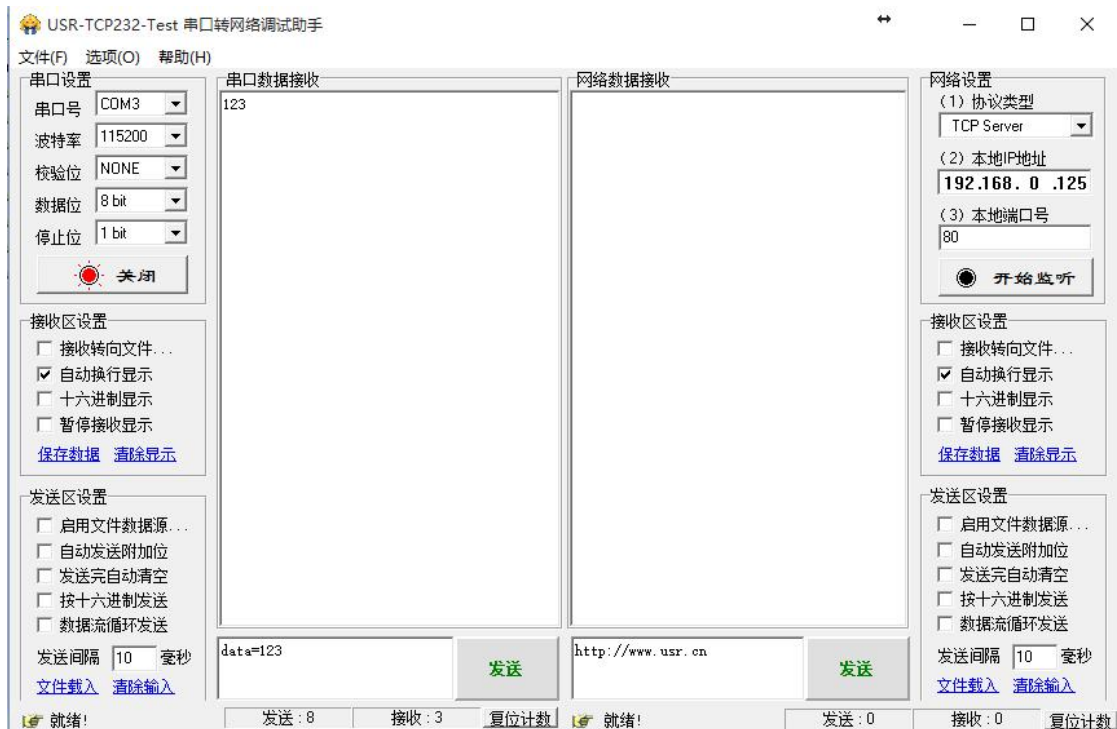 USR-TCP232-Test 串口转网络调试助手
文件(F) 选项(O) 帮助(H)
串口设置
串口号 COM3
波特率 115200
校验位 NONE
数据位 8 bit
停止位 1 bit
关闭
接收区设置
接收转向文件...
自动换行显示
十六进制显示
暂停接收显示
保存数据 清除显示
发送区设置
启用文件数据源...
自动发送附加位
发送完自动清空
按十六进制发送
数据流循环发送
发送间隔 10 毫秒
文件载入 清除输入
串口数据接收
123
data=123
发送
网络数据接收
http://www.usr.cn
发送
网络设置
(1) 协议类型
TCP Server
(2) 本地IP地址
192.168. 0 .125
(3) 本地端口号
80
开始监听
接收区设置
接收转向文件...
自动换行显示
十六进制显示
暂停接收显示
保存数据 清除显示
发送区设置
启用文件数据源...
自动发送附加位
发送完自动清空
按十六进制发送
数据流循环发送
发送间隔 10 毫秒
文件载入 清除输入
就绪! 发送:8 接收:3 复位计数 就绪! 发送:0 接收:0 复位计数